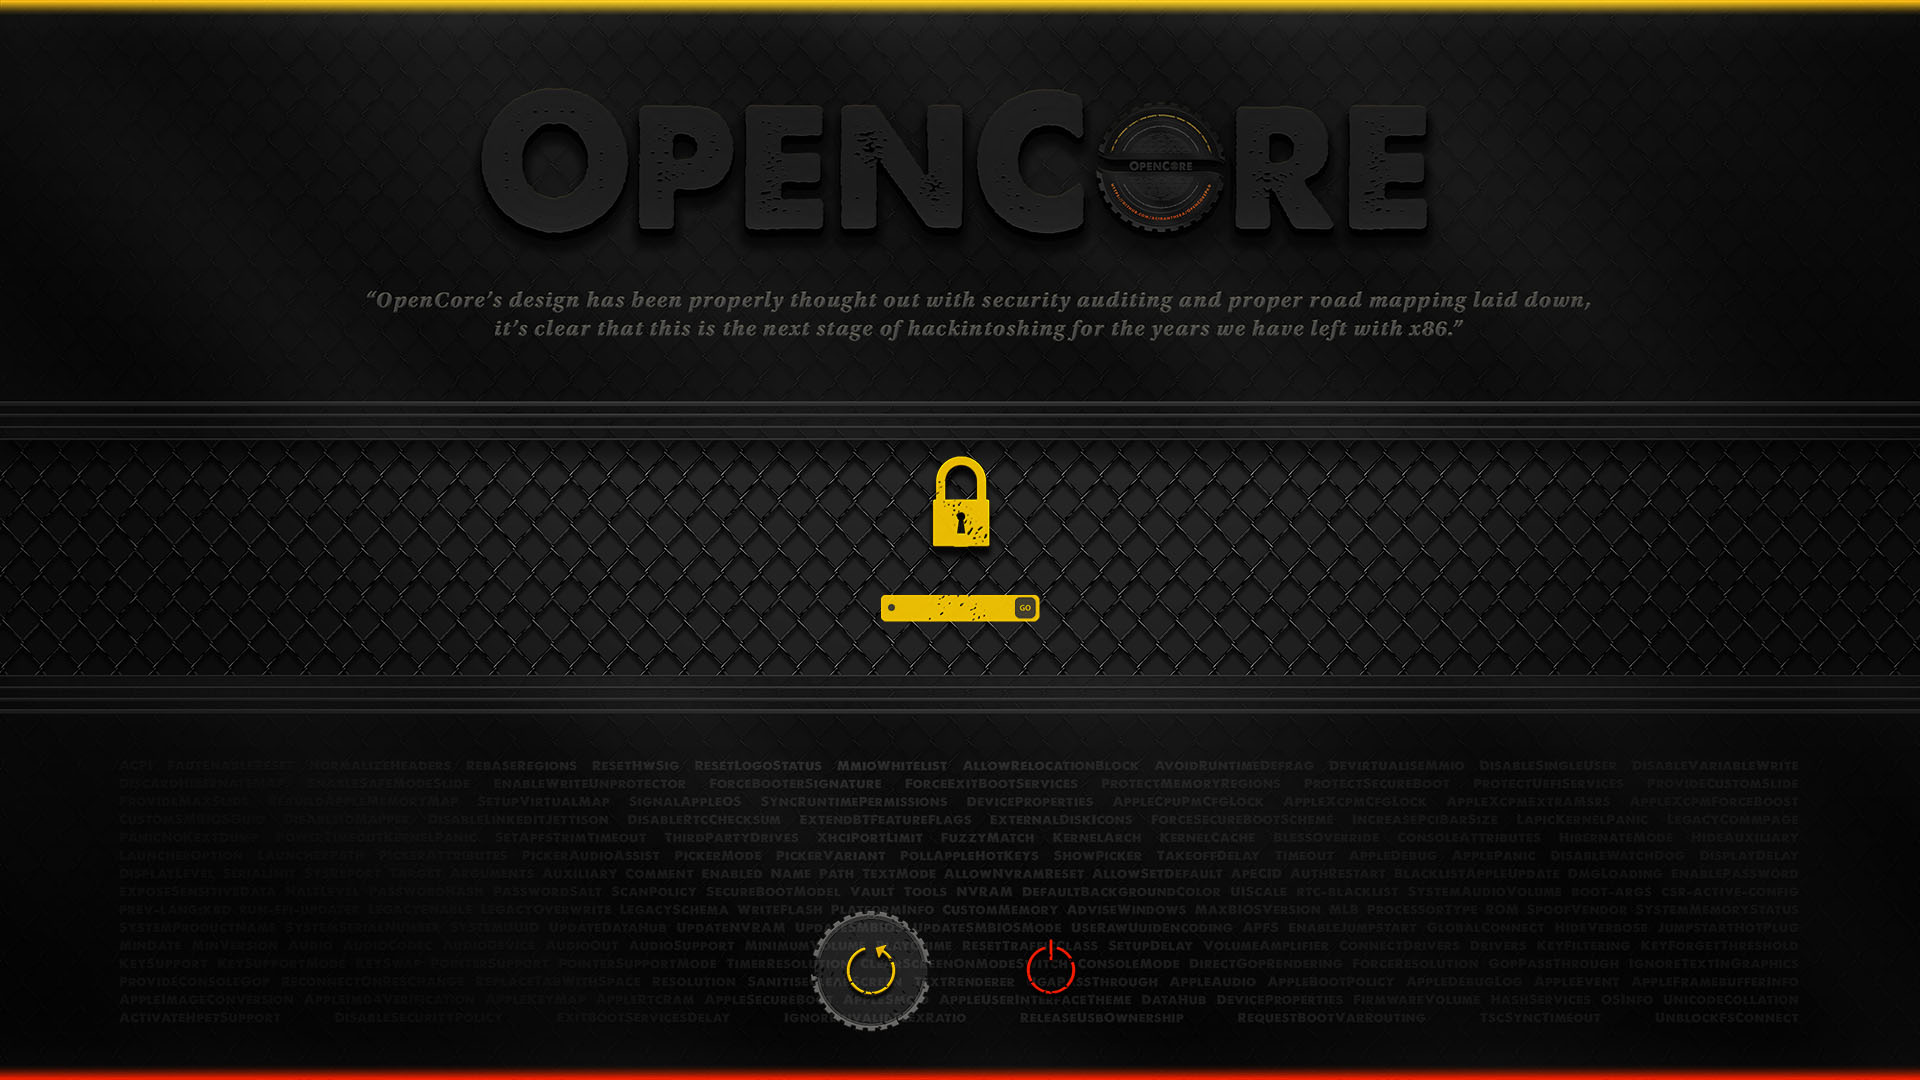 OPENCORE
OPENCORE
“OpenCore’s design has been properly thought out with security auditing and proper road mapping laid down,
it’s clear that this is the next stage of hackintoshing for the years we have left with x86.”
GO
ACPI FADTENABLERESET NORMALIZEHEADERS REBASEREGIONS RESETHWSIG RESETLOGOSTATUS MMIOWHITELIST ALLOWRELOCATIONBLOCK AVOIDRUNTIMEDEFRAG DEVIRTUALISEMMIO DISABLESINGLEUSER DISABLEVARIABLEWRITE
DISCARDHIBERNATEMAP ENABLESAFEMODESLIDE ENABLEWRITEUNPROTECTOR FORCEBOOTERSIGNATURE FORCEEXITBOOTSERVICES PROTECTMEMORYREGIONS PROTECTSECUREBOOT PROTECTUEFISERVICES PROVIDECUSTOMSLIDE
PROVIDEMAXSLIDE REBUILDAPPLEMEMORYMAP SETUPVIRTUALMAP SIGNALAPPLEOS SYNCRUNTIMEPERMISSIONS DEVICEPROPERTIES APPLECPUPMCFGLOCK APPLEXCPMCFGLOCK APPLEXCPMEXTRAMSRS APPLEXCPMFORCEBOOST
CUSTOMSMBIOSGUID DISABLEIOMAPPER DISABLELINKEDITJETTISON DISABLERTCCHECKSUM EXTENDBTFEATUREFLAGS EXTERNALDISKICONS FORCESECUREBOOTSCHEME INCREASEPCIBARSIZE LAPICKERNELPANIC LEGACYCOMMPAGE
PANICNOKEXTDUMP POWERTIMEOUTKERNELPANIC SETAPFSTRIMTIMEOUT THIRDPARTYDRIVES XHCIPORTLIMIT FUZZYMATCH KERNELARCH KERNELCACHE BLESSOVERRIDE CONSOLEATTRIBUTES HIBERNATEMODE HIDEAUXILIARY
LAUNCHEROPTION LAUNCHERPATH PICKERATTRIBUTES PICKERAUDIOASSIST PICKERMODE PICKERVARIANT POLLAPPLEHOTKEYS SHOWPICKER TAKEOFFDELAY TIMEOUT APPLEDEBUG APPLEPANIC DISABLEWATCHDOG DISPLAYDELAY
DISPLAYLEVEL SERIALINIT SYSREPORT TARGET ARGUMENTS AUXILIARY COMMENT ENABLED NAME PATH TEXTMODE ALLOWNVRAMRESET ALLOWSETDEFAULT APECID AUTHRESTART BLACKLISTAPPLEUPDATE DMGLOADING ENABLEPASSWORD
EXPOSESENSITIVEDATA HALTLEVEL PASSWORDHASH PASSWORDSALT SCANPOLICY SECUREBOOTMODEL VAULT TOOLS NVRAM DEFAULTBACKGROUNDCOLOR UISCALE RTC-BLACKLIST SYSTEMAUDIOVOLUME BOOT-ARGS CSR-ACTIVE-CONFIG
PREV-LANG:KBD RUN-EFI-UPDATER LEGACYENABLE LEGACYOVERWRITE LEGACYSCHEMA WRITEFLASH PLATFORMINFO CUSTOMMEMORY ADVISEWINDOWS MAXBIOSVERSION MLB PROCESSORTYPE ROM SPOOFVENDOR SYSTEMMEMORYSTATUS
SYSTEMPRODUCTNAME SYSTEMSERIALNUMBER SYSTEMUUID UPDATEDATAHUB UPDATENVRAM UPDATESMBIOS UPDATESMBIOSMODE USERAWUUIDENCODING APFS ENABLEJUMPSTART GLOBALCONNECT HIDEVERBOSE JUMPSTARTHOTPLUG
MINDATE MINVERSION AUDIO AUDIOCODEC AUDIODEVICE AUDIOOUT AUDIOSUPPORT RESETTRAFFICCLASS SETUPDELAY VOLUMEAMPLIFIER CONNECTDRIVERS DRIVERS KEYFILTERING KEYFORGETTHRESHOLD
KEYSUPPORT KEYSUPPORTMODE KEYSWAP POINTERSUPPORT POINTERSUPPORTMODE TIMERRESOLUTION CLEARSCREENONMODESWITCH CONSOLEMODE DIRECTGOPRENDERING FORCERESOLUTION GOPPASSTHROUGH IGNORETEXTINGRAPHICS
PROVIDECONSOLEGOP RECONNECTONRESCHANGE REPLACETABWITHSPACE RESOLUTION TEXTRENDERER UGAPASSTHROUGH APPLEAUDIO APPLEBOOTPOLICY APPLEDEBUGLOG APPLEEVENT APPLEFRAMEBUFFERINFO
APPLEIMAGECONVERSION APPLEIMG4VERIFICATION APPLEKEYMAP APPLERTCRAM APPLESECUREBOOT APPLESMCIO APPLEUSERINTERFACETHEME DATAHUB DEVICEPROPERTIES FIRMWAREVOLUME HASHSERVICES OSINFO UNICODECOLLATION
ACTIVATEHPETSUPPORT DISABLESECURITYPOLICY EXITBOOTSERVICESDELAY IGNOREINVALIDFLEXRATIO RELEASEUSBOWNERSHIP REQUESTBOOTVARROUTING TSCSYNCTIMEOUT UNBLOCKFSCONNECT